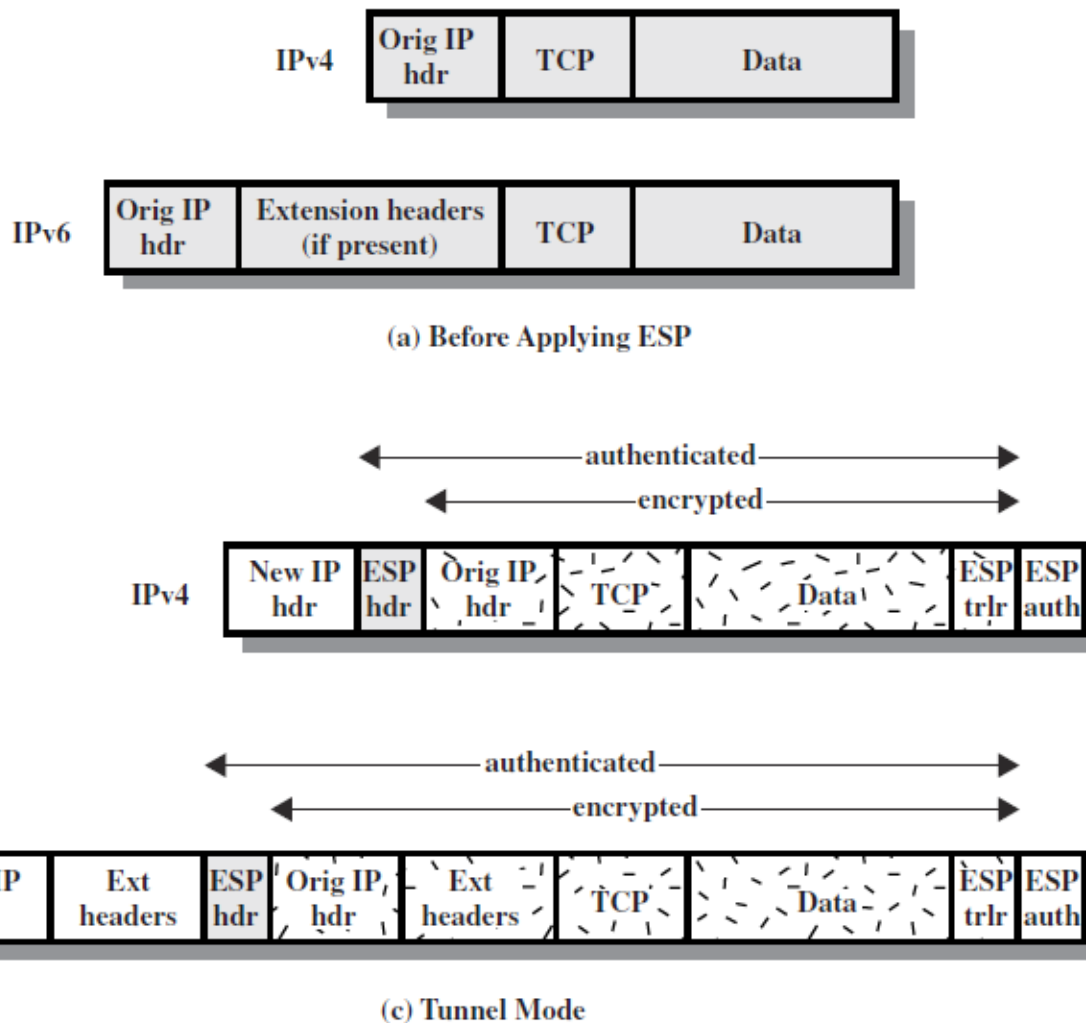 IPv4 Orig IP hdr TCP Data
IPv6 Orig IP hdr Extension headers (if present) TCP Data
(a) Before Applying ESP
authenticated
encrypted
IPv4 New IP hdr ESP hdr Orig IP hdr TCP Data ESP trlr ESP auth
authenticated
encrypted
IP Ext headers ESP hdr Orig IP hdr Ext headers TCP Data ESP trlr ESP auth
(c) Tunnel Mode